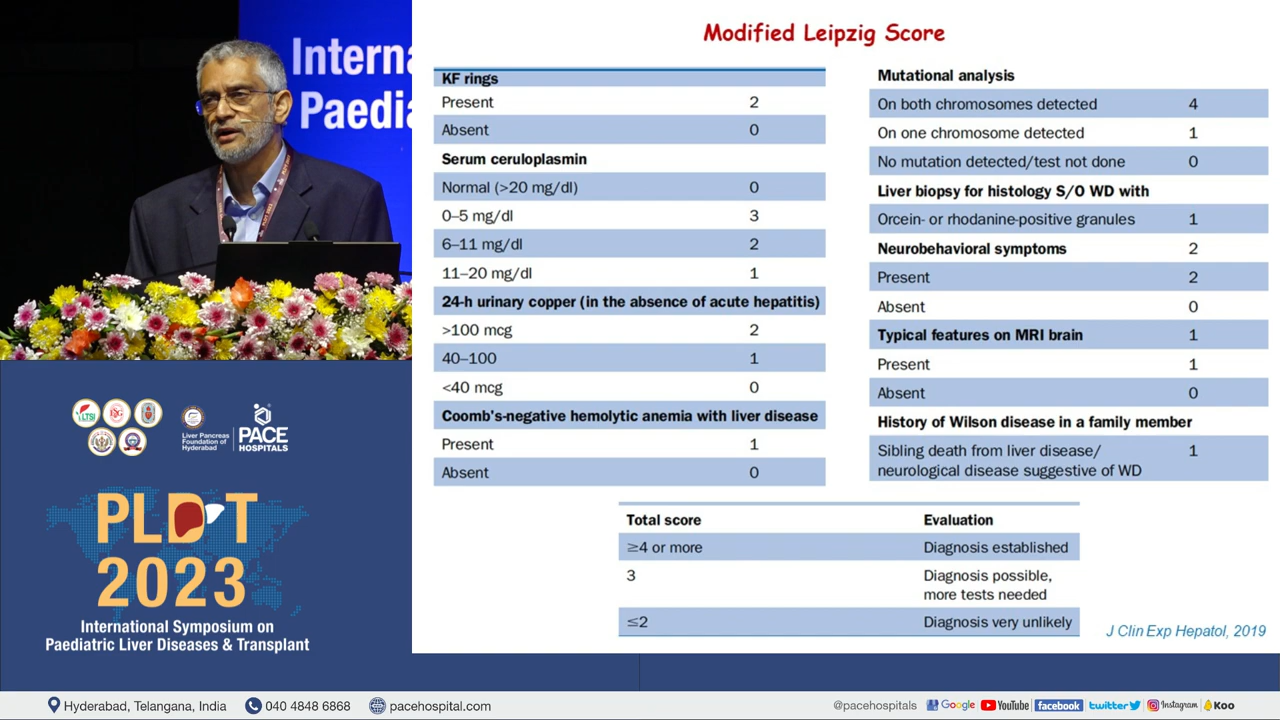 Interna
Paedia
Modified Leipzig Score
KF rings
Present 2
Absent 0
Serum ceruloplasmin
Normal (>20 mg/dl) 0
0–5 mg/dl 3
6–11 mg/dl 2
11–20 mg/dl 1
24-h urinary copper (in the absence of acute hepatitis)
>100 mcg 2
40–100 1
<40 mcg 0
Coomb's-negative hemolytic anemia with liver disease
Present 1
Absent 0
Mutational analysis
On both chromosomes detected 4
On one chromosome detected 1
No mutation detected/test not done 0
Liver biopsy for histology S/O WD with
Orcein- or rhodanine-positive granules 1
Neurobehavioral symptoms 2
Present 2
Absent 0
Typical features on MRI brain 1
Present 1
Absent 0
History of Wilson disease in a family member
Sibling death from liver disease/ 1
neurological disease suggestive of WD
Total score Evaluation
≥4 or more Diagnosis established
3 Diagnosis possible,
more tests needed
≤2 Diagnosis very unlikely
J Clin Exp Hepatol, 2019
LTSI
Liver Pancreas
Foundation of
Hyderabad
PACE
HOSPITALS
PLDT
2023
International Symposium on
Paediatric Liver Diseases & Transplant
Hyderabad, Telangana, India 040 4848 6868 pacehospital.com
@pacehospitals Google YouTube facebook twitter Instagram Koo